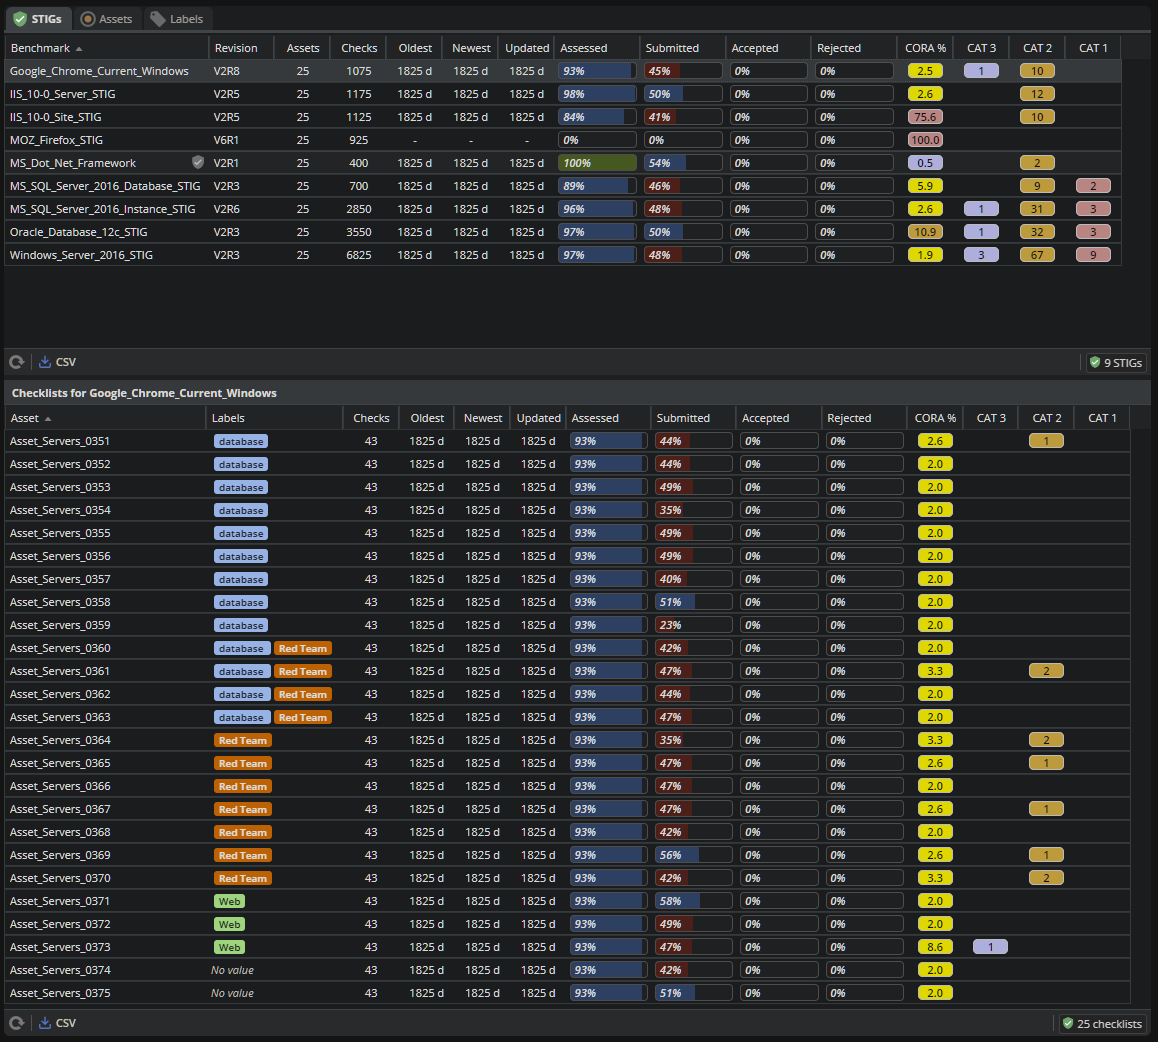 STIGs Assets Labels
Benchmark Revision Assets Checks Oldest Newest Updated Assessed Submitted Accepted Rejected CORA % CAT 3 CAT 2 CAT 1
Google_Chrome_Current_Windows V2R8 25 1075 1825 d 1825 d 1825 d 93% 45% 0% 0% 2.5 1 10
IIS_10-0_Server_STIG V2R5 25 1175 1825 d 1825 d 1825 d 98% 50% 0% 0% 2.6 12
IIS_10-0_Site_STIG V2R5 25 1125 1825 d 1825 d 1825 d 84% 41% 0% 0% 75.6 10
MOZ_Firefox_STIG V6R1 25 925 - - - 0% 0% 0% 0% 100.0
MS_Dot_Net_Framework V2R1 25 400 1825 d 1825 d 1825 d 100% 54% 0% 0% 0.5 2
MS_SQL_Server_2016_Database_STIG V2R3 25 700 1825 d 1825 d 1825 d 89% 46% 0% 0% 5.9 9 2
MS_SQL_Server_2016_Instance_STIG V2R6 25 2850 1825 d 1825 d 1825 d 96% 48% 0% 0% 2.6 1 31 3
Oracle_Database_12c_STIG V2R3 25 3550 1825 d 1825 d 1825 d 97% 50% 0% 0% 10.9 1 32 3
Windows_Server_2016_STIG V2R3 25 6825 1825 d 1825 d 1825 d 97% 48% 0% 0% 1.9 3 67 9
CSV 9 STIGs
Checklists for Google_Chrome_Current_Windows
Asset Labels Checks Oldest Newest Updated Assessed Submitted Accepted Rejected CORA % CAT 3 CAT 2 CAT 1
Asset_Servers_0351 database 43 1825 d 1825 d 1825 d 93% 44% 0% 0% 2.6 1
Asset_Servers_0352 database 43 1825 d 1825 d 1825 d 93% 44% 0% 0% 2.0
Asset_Servers_0353 database 43 1825 d 1825 d 1825 d 93% 49% 0% 0% 2.0
Asset_Servers_0354 database 43 1825 d 1825 d 1825 d 93% 35% 0% 0% 2.0
Asset_Servers_0355 database 43 1825 d 1825 d 1825 d 93% 49% 0% 0% 2.0
Asset_Servers_0356 database 43 1825 d 1825 d 1825 d 93% 49% 0% 0% 2.0
Asset_Servers_0357 database 43 1825 d 1825 d 1825 d 93% 40% 0% 0% 2.0
Asset_Servers_0358 database 43 1825 d 1825 d 1825 d 93% 51% 0% 0% 2.0
Asset_Servers_0359 database 43 1825 d 1825 d 1825 d 93% 23% 0% 0% 2.0
Asset_Servers_0360 database Red Team 43 1825 d 1825 d 1825 d 93% 42% 0% 0% 2.0
Asset_Servers_0361 database Red Team 43 1825 d 1825 d 1825 d 93% 47% 0% 0% 3.3 2
Asset_Servers_0362 database Red Team 43 1825 d 1825 d 1825 d 93% 44% 0% 0% 2.0
Asset_Servers_0363 database Red Team 43 1825 d 1825 d 1825 d 93% 47% 0% 0% 2.0
Asset_Servers_0364 Red Team 43 1825 d 1825 d 1825 d 93% 35% 0% 0% 3.3 2
Asset_Servers_0365 Red Team 43 1825 d 1825 d 1825 d 93% 47% 0% 0% 2.6 1
Asset_Servers_0366 Red Team 43 1825 d 1825 d 1825 d 93% 47% 0% 0% 2.0
Asset_Servers_0367 Red Team 43 1825 d 1825 d 1825 d 93% 47% 0% 0% 2.6 1
Asset_Servers_0368 Red Team 43 1825 d 1825 d 1825 d 93% 42% 0% 0% 2.0
Asset_Servers_0369 Red Team 43 1825 d 1825 d 1825 d 93% 56% 0% 0% 2.6 1
Asset_Servers_0370 Red Team 43 1825 d 1825 d 1825 d 93% 42% 0% 0% 3.3 2
Asset_Servers_0371 Web 43 1825 d 1825 d 1825 d 93% 58% 0% 0% 2.0
Asset_Servers_0372 Web 43 1825 d 1825 d 1825 d 93% 49% 0% 0% 2.0
Asset_Servers_0373 Web 43 1825 d 1825 d 1825 d 93% 47% 0% 0% 8.6 1
Asset_Servers_0374 No value 43 1825 d 1825 d 1825 d 93% 42% 0% 0% 2.0
Asset_Servers_0375 No value 43 1825 d 1825 d 1825 d 93% 51% 0% 0% 2.0
CSV 25 checklists